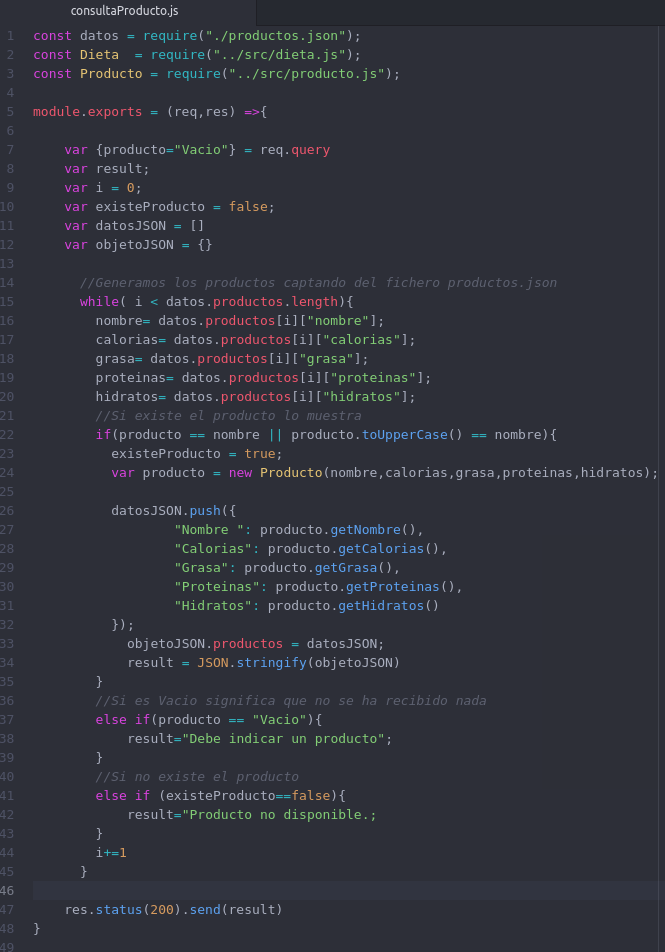 consultaProducto.js
1 const datos = require("./productos.json");
2 const Dieta  = require("../src/dieta.js");
3 const Producto = require("../src/producto.js");
4
5 module.exports = (req,res) =>{
6
7     var {producto="Vacio"} = req.query
8     var result;
9     var i = 0;
10     var existeProducto = false;
11     var datosJSON = []
12     var objetoJSON = {}
13
14       //Generamos los productos captando del fichero productos.json
15       while( i < datos.productos.length){
16         nombre= datos.productos[i]["nombre"];
17         calorias= datos.productos[i]["calorias"];
18         grasa= datos.productos[i]["grasa"];
19         proteinas= datos.productos[i]["proteinas"];
20         hidratos= datos.productos[i]["hidratos"];
21         //Si existe el producto lo muestra
22         if(producto == nombre || producto.toUpperCase() == nombre){
23           existeProducto = true;
24           var producto = new Producto(nombre,calorias,grasa,proteinas,hidratos);
25
26           datosJSON.push({
27                   "Nombre ": producto.getNombre(),
28                   "Calorias": producto.getCalorias(),
29                   "Grasa": producto.getGrasa(),
30                   "Proteinas": producto.getProteinas(),
31                   "Hidratos": producto.getHidratos()
32           });
33             objetoJSON.productos = datosJSON;
34             result = JSON.stringify(objetoJSON)
35         }
36         //Si es Vacio significa que no se ha recibido nada
37         else if(producto == "Vacio"){
38             result="Debe indicar un producto";
39         }
40         //Si no existe el producto
41         else if (existeProducto==false){
42             result="Producto no disponible.;
43         }
44         i+=1
45       }
46
47     res.status(200).send(result)
48 }
49